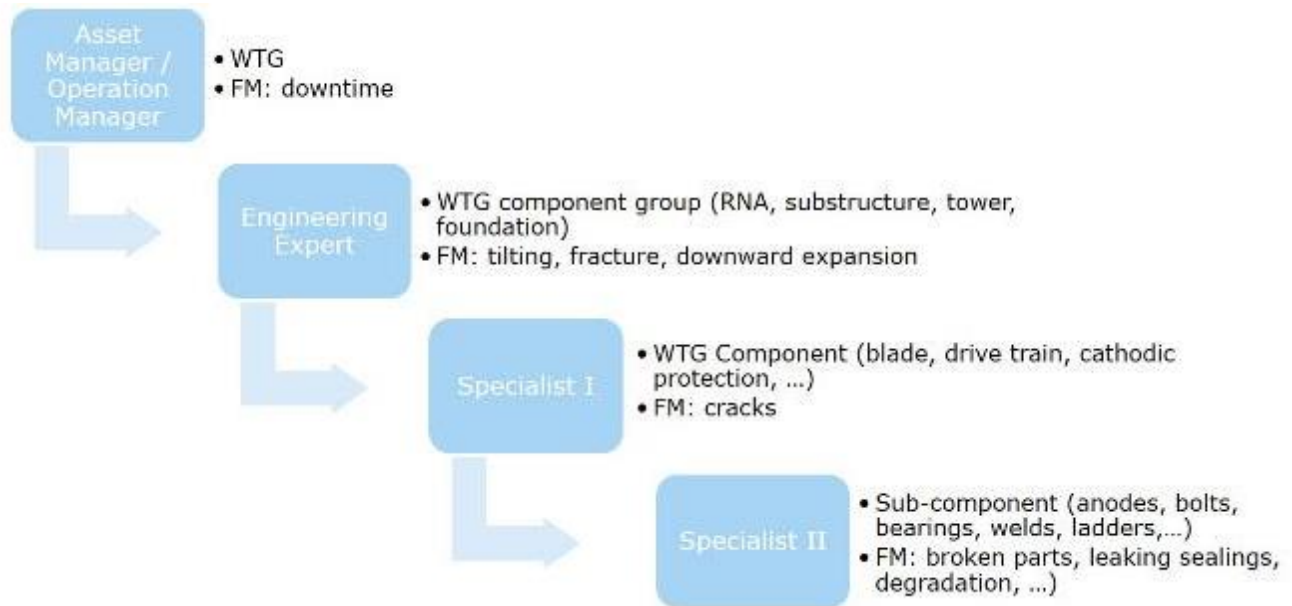 Asset
Manager /
Operation
Manager
• WTG
• FM: downtime
Engineering
Expert
• WTG component group (RNA, substructure, tower,
foundation)
• FM: tilting, fracture, downward expansion
Specialist I
• WTG Component (blade, drive train, cathodic
protection, ...)
• FM: cracks
Specialist II
• Sub-component (anodes, bolts,
bearings, welds, ladders,...)
• FM: broken parts, leaking sealings,
degradation, ...)